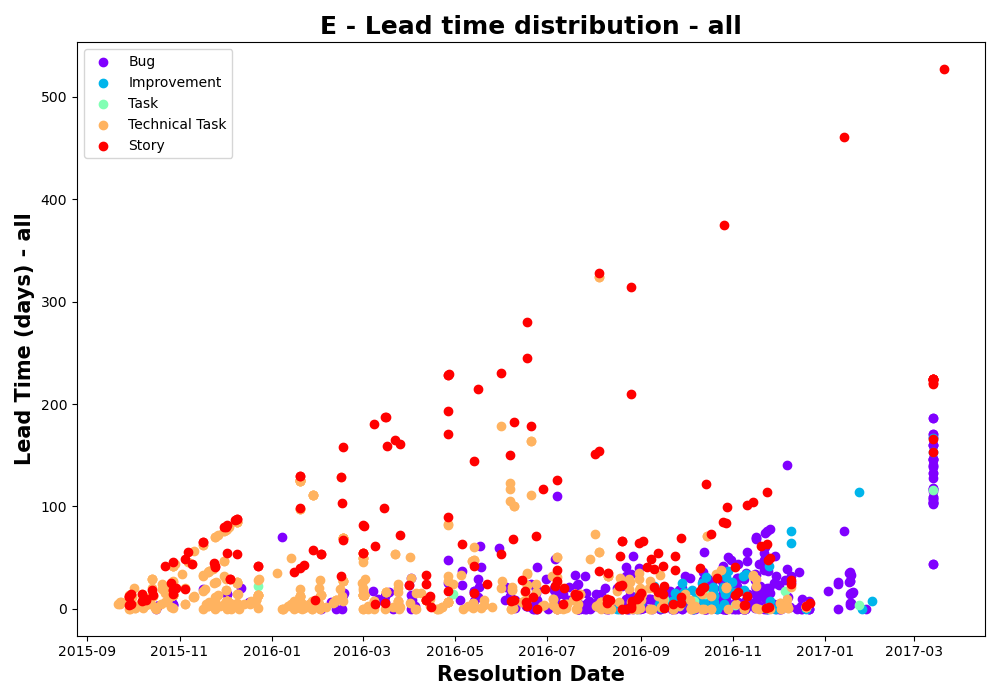 E - Lead time distribution - all
Bug
Improvement
Task
Technical Task
Story
500
400
300
200
100
0
Lead Time (days) - all
2015-09 2015-11 2016-01 2016-03 2016-05 2016-07 2016-09 2016-11 2017-01 2017-03
Resolution Date